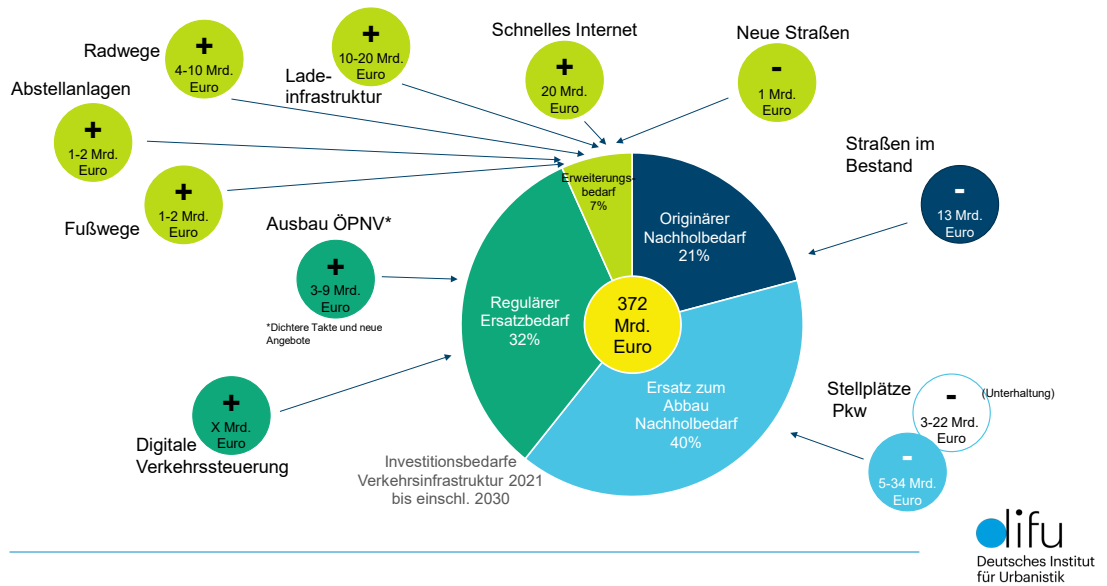 Schnelles Internet
+
20 Mrd.
Euro
Neue Straßen
-
1 Mrd.
Euro
Radwege
+
4-10 Mrd.
Euro
+
10-20 Mrd.
Euro
Lade-
infrastruktur
Abstellanlagen
+
1-2 Mrd.
Euro
+
1-2 Mrd.
Euro
Fußwege
Straßen im
Bestand
-
13 Mrd.
Euro
Ausbau ÖPNV*
+
3-9 Mrd.
Euro
*Dichtere Takte und neue
Angebote
Erweiterungs-
bedarf
7%
Originärer
Nachholbedarf
21%
Regulärer
Ersatzbedarf
32%
372
Mrd.
Euro
Ersatz zum
Abbau
Nachholbedarf
40%
Stellplätze
Pkw
-
3-22 Mrd.
Euro
(Unterhaltung)
-
5-34 Mrd.
Euro
+
X Mrd.
Euro
Digitale
Verkehrssteuerung
Investitionsbedarfe
Verkehrsinfrastruktur 2021
bis einschl. 2030
difu
Deutsches Institut
für Urbanistik